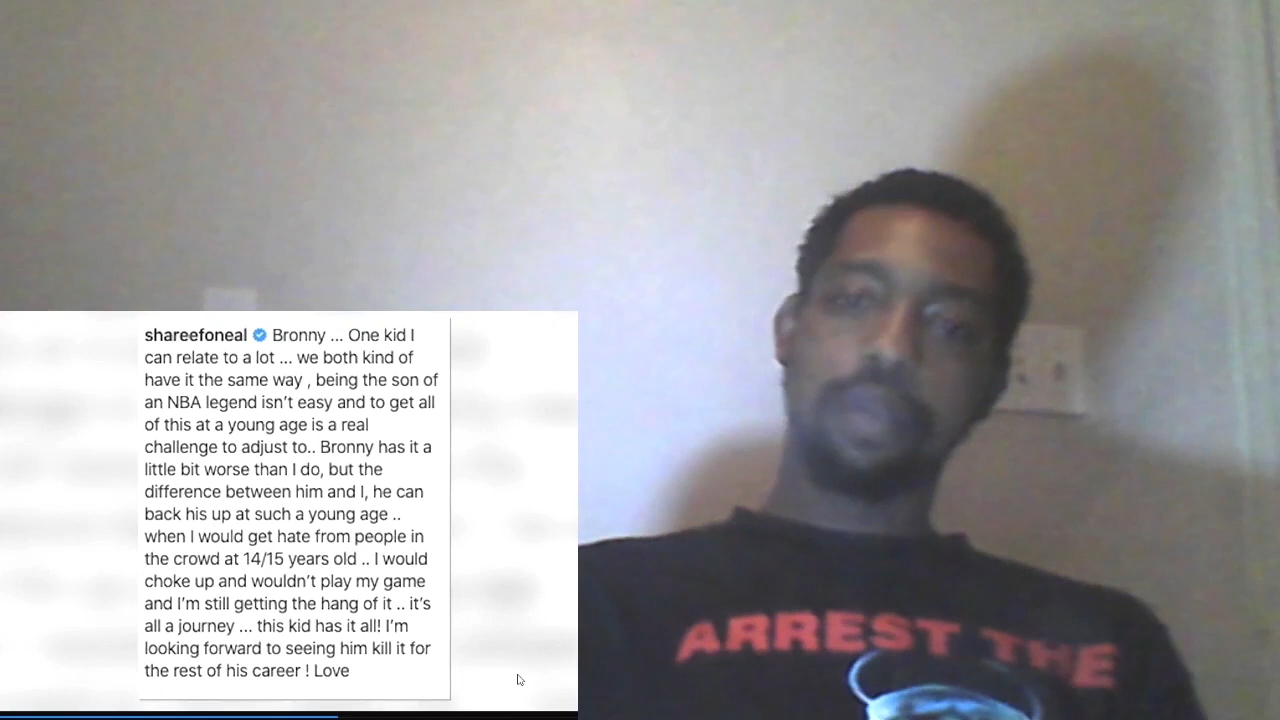 shareefoneal Bronny ... One kid I
can relate to a lot ... we both kind of
have it the same way , being the son of
an NBA legend isn't easy and to get all
of this at a young age is a real
challenge to adjust to.. Bronny has it a
little bit worse than I do, but the
difference between him and I, he can
back his up at such a young age ..
when I would get hate from people in
the crowd at 14/15 years old .. I would
choke up and wouldn't play my game
and I'm still getting the hang of it .. it's
all a journey ... this kid has it all! I'm
looking forward to seeing him kill it for
the rest of his career ! Love
ARREST THE